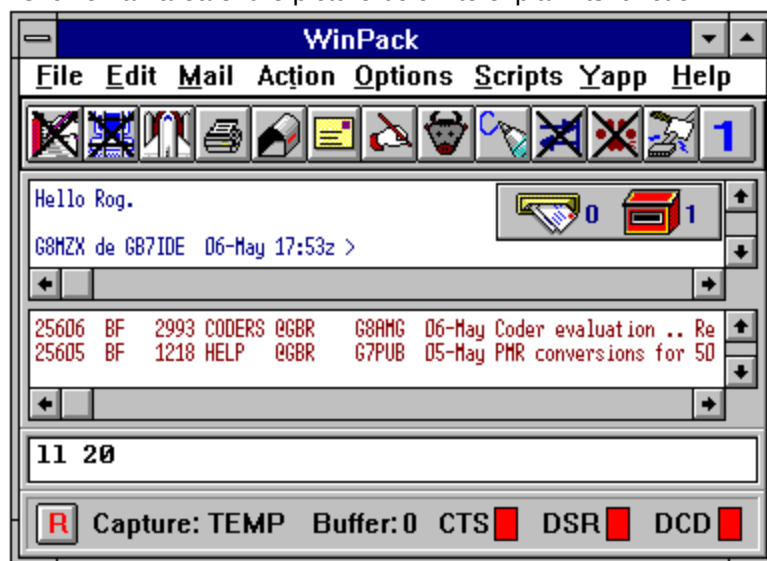 WinPack
File Edit Mail Action Options Scripts Yapp Help
C
1
Hello Rog.
0 1
G8HZX de GB7IDE 06-May 17:53z >
25606 BF 2993 CODERS @GBR G8AMG 06-May Coder evaluation .. Re
25605 BF 1218 HELP @GBR G7PUB 05-May PMR conversions for 50
ll 20
R Capture: TEMP Buffer: 0 CTS DSR DCD